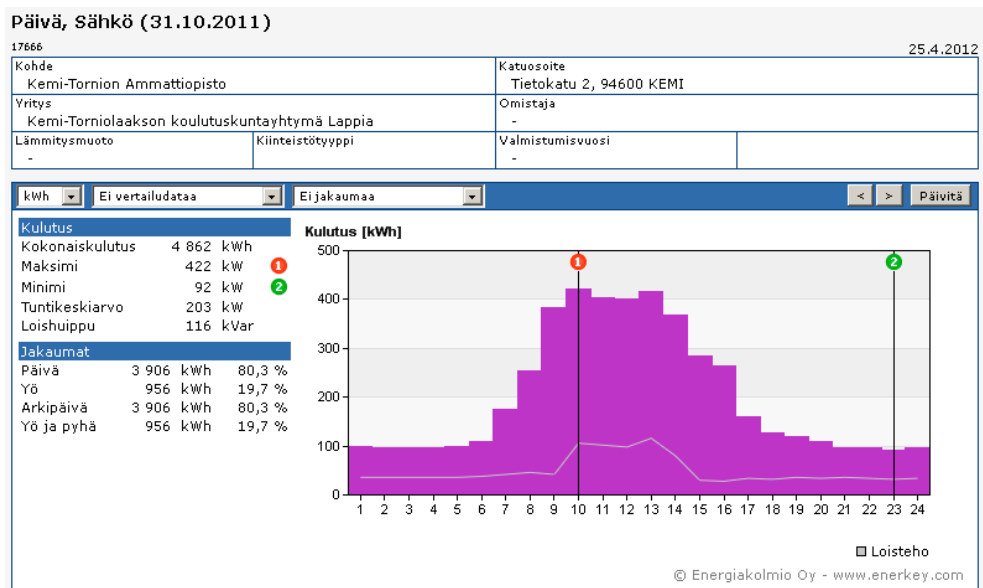 Päivä, Sähkö (31.10.2011)
17666 25.4.2012
Kohde Katuosoite
Kemi-Tornion Ammattiopisto Tietokatu 2, 94600 KEMI
Yritys Omistaja
Kemi-Torniolaakson koulutuskuntayhtymä Lappia -
Lämmitysmuoto Kiinteistötyyppi Valmistumisvuosi
- -
kWh Ei vertailudataa Ei jakaumaa < > Päivitä
Kulutus
Kokonaiskulutus 4 862 kWh
Maksimi 422 kW 1
Minimi 92 kW 2
Tuntikeskiarvo 203 kW
Loishuippu 116 kVar
Jakaumat
Päivä 3 906 kWh 80,3 %
Yö 956 kWh 19,7 %
Arkipäivä 3 906 kWh 80,3 %
Yö ja pyhä 956 kWh 19,7 %
Kulutus [kWh]
1 2
500
400
300
200
100
0
1 2 3 4 5 6 7 8 9 10 11 12 13 14 15 16 17 18 19 20 21 22 23 24
Loisteho
© Energiakolmio Oy - www.enerkey.com